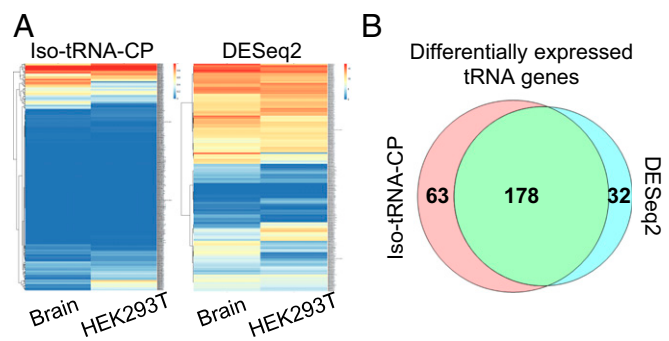 A
Iso-tRNA-CP
DESeq2
Brain
HEK293T
Brain
HEK293T
B
Differentially expressed
tRNA genes
Iso-tRNA-CP
63
178
32
DESeq2